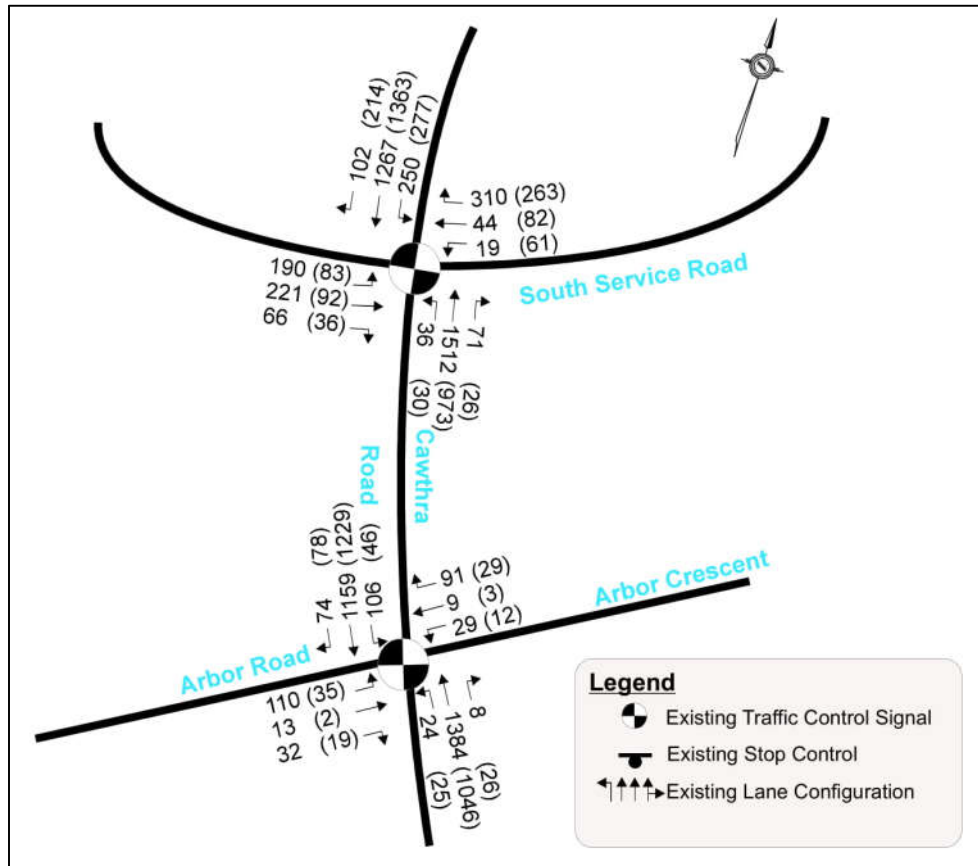 102 (214)
1267 (1363)
250 (277)
310 (263)
44 (82)
19 (61)
South Service Road
190 (83)
221 (92)
66 (36)
36 (30)
1512 (973)
71 (26)
Cawthra
Road
74 (78)
1159 (1229)
106 (46)
91 (29)
9 (3)
29 (12)
Arbor Crescent
Arbor Road
110 (35)
13 (2)
32 (19)
24 (25)
1384 (1046)
8 (26)
Legend
Existing Traffic Control Signal
Existing Stop Control
Existing Lane Configuration